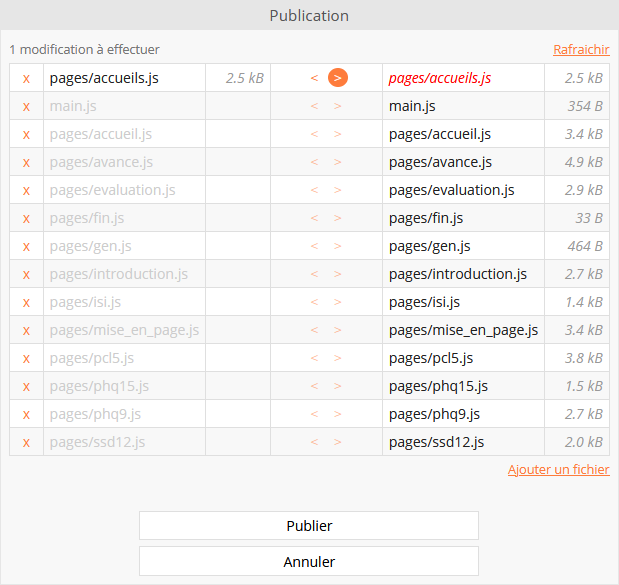 Publication
1 modification à effectuer Rafraichir
x pages/accueils.js 2.5 kB < > pages/accueils.js 2.5 kB
x main.js < > main.js 354 B
x pages/accueil.js < > pages/accueil.js 3.4 kB
x pages/avance.js < > pages/avance.js 4.9 kB
x pages/evaluation.js < > pages/evaluation.js 2.9 kB
x pages/fin.js < > pages/fin.js 33 B
x pages/gen.js < > pages/gen.js 464 B
x pages/introduction.js < > pages/introduction.js 2.7 kB
x pages/isi.js < > pages/isi.js 1.4 kB
x pages/mise_en_page.js < > pages/mise_en_page.js 3.4 kB
x pages/pcl5.js < > pages/pcl5.js 3.8 kB
x pages/phq15.js < > pages/phq15.js 1.5 kB
x pages/phq9.js < > pages/phq9.js 2.7 kB
x pages/ssd12.js < > pages/ssd12.js 2.0 kB
Ajouter un fichier
Publier
Annuler